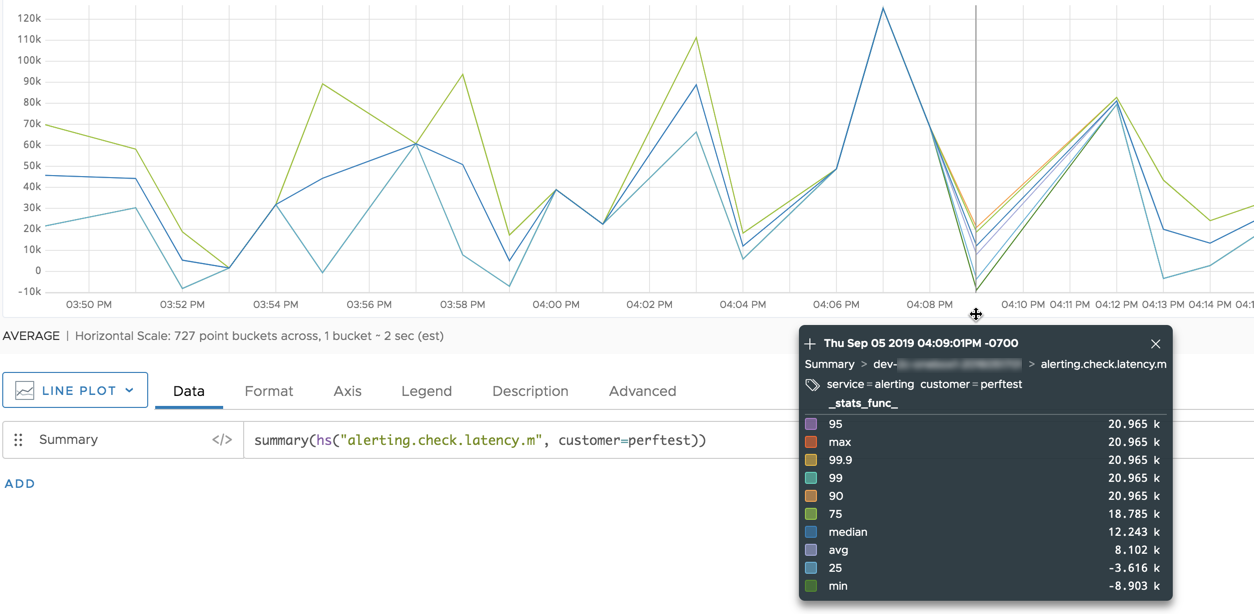 120k
110k
100k
90k
80k
70k
60k
50k
40k
30k
20k
10k
0
-10k
03:50 PM 03:52 PM 03:54 PM 03:56 PM 03:58 PM 04:00 PM 04:02 PM 04:04 PM 04:06 PM 04:08 PM 04:10 PM 04:11 PM 04:12 PM 04:13 PM 04:14 PM 04:1
AVERAGE | Horizontal Scale: 727 point buckets across, 1 bucket - 2 sec (est)
LINE PLOT Data Format Axis Legend Description Advanced
Summary </> summary(hs("alerting.check.latency.m", customer=perftest))
ADD
Thu Sep 05 2019 04:09:01PM -0700
Summary > dev- > alerting.check.latency.m
service=alerting customer=perftest
_stats_func_
95 20.965 k
max 20.965 k
99.9 20.965 k
99 20.965 k
90 20.965 k
75 18.785 k
median 12.243 k
avg 8.102 k
25 -3.616 k
min -8.903 k